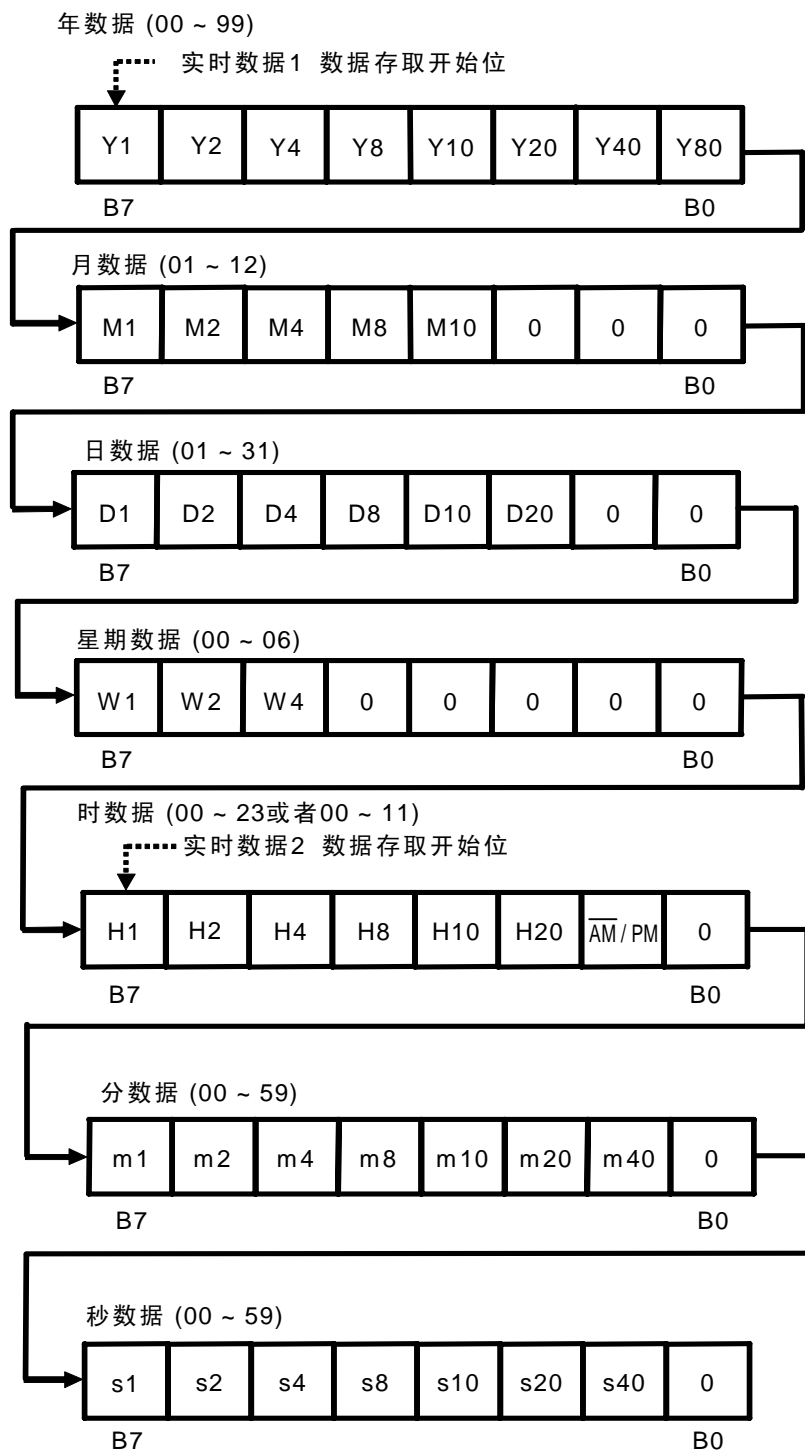 年数据 (00 ~ 99)
实时数据1 数据存取开始位
Y1 Y2 Y4 Y8 Y10 Y20 Y40 Y80
B7 B0
月数据 (01 ~ 12)
M1 M2 M4 M8 M10 0 0 0
B7 B0
日数据 (01 ~ 31)
D1 D2 D4 D8 D10 D20 0 0
B7 B0
星期数据 (00 ~ 06)
W1 W2 W4 0 0 0 0 0
B7 B0
时数据 (00 ~ 23或者00 ~ 11)
实时数据2 数据存取开始位
H1 H2 H4 H8 H10 H20 A̅M̅ / PM 0
B7 B0
分数据 (00 ~ 59)
m1 m2 m4 m8 m10 m20 m40 0
B7 B0
秒数据 (00 ~ 59)
s1 s2 s4 s8 s10 s20 s40 0
B7 B0